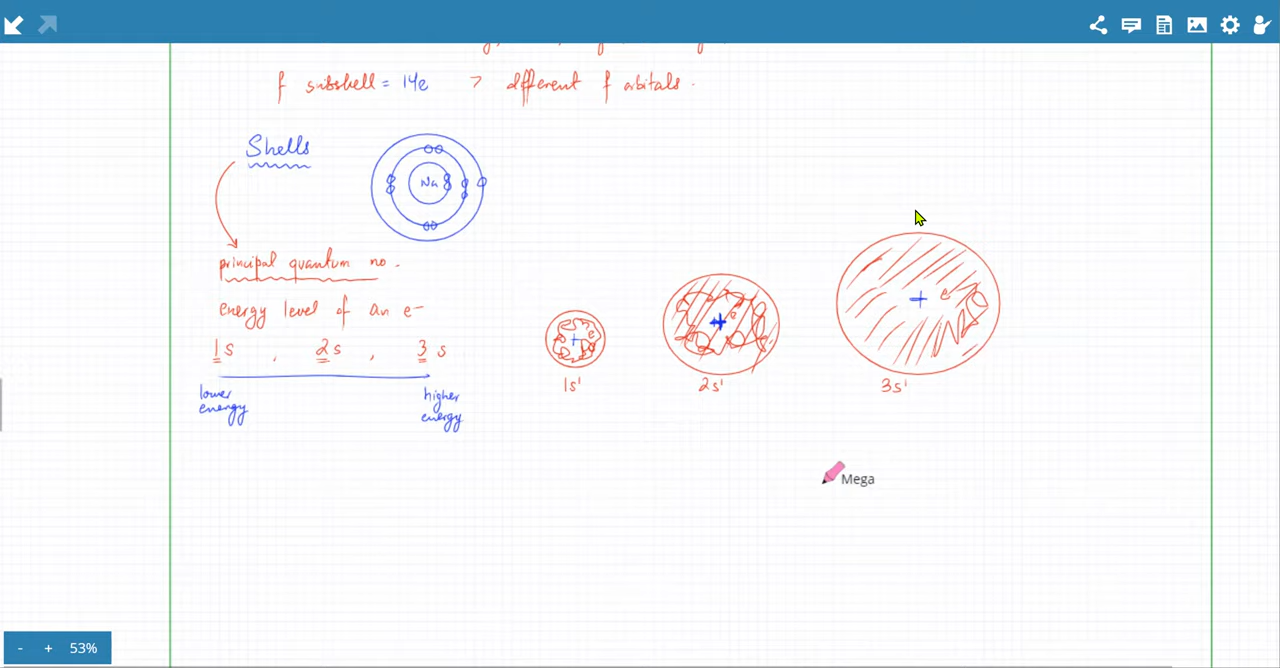 f subshell = 14e 7 different f orbitals.
Shells
Na
principal quantum no.
energy level of an e-
1s , 2s , 3s
lower
energy
higher
energy
+ e
1s¹
+ e
2s¹
+ e
3s¹
Mega
- + 53%